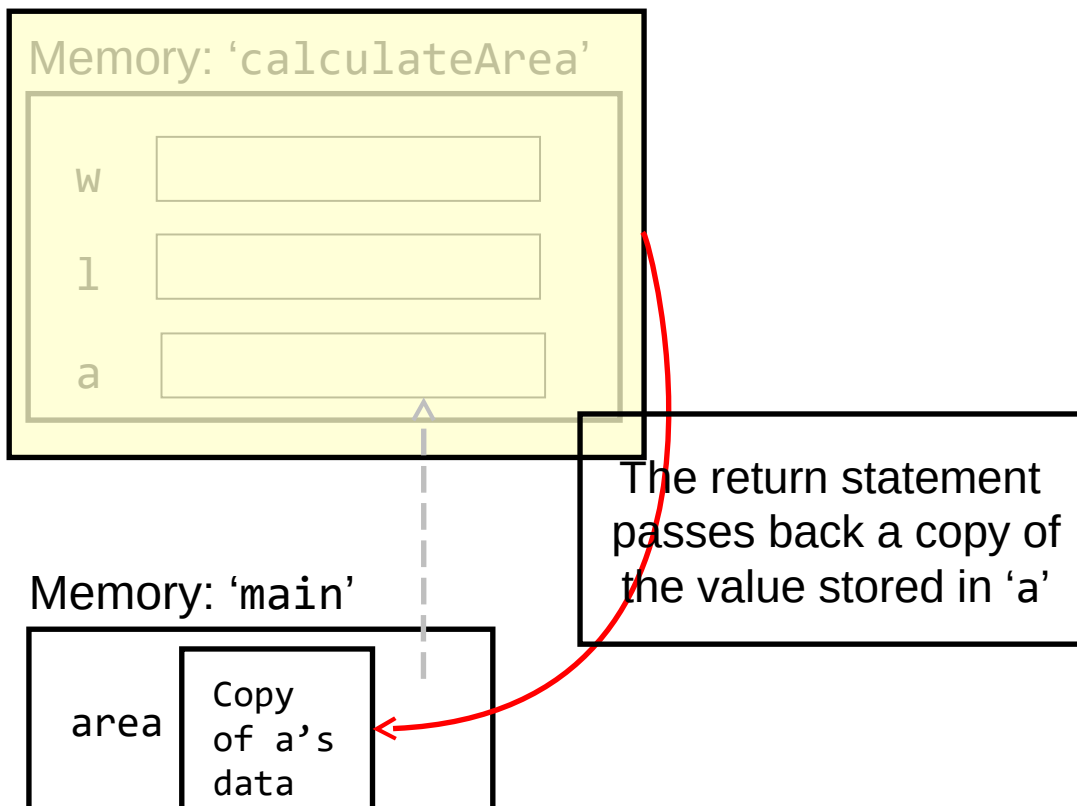 Memory: ‘calculateArea’
w
l
a
The return statement
passes back a copy of
the value stored in ‘a’
Memory: ‘main’
area
Copy
of a’s
data